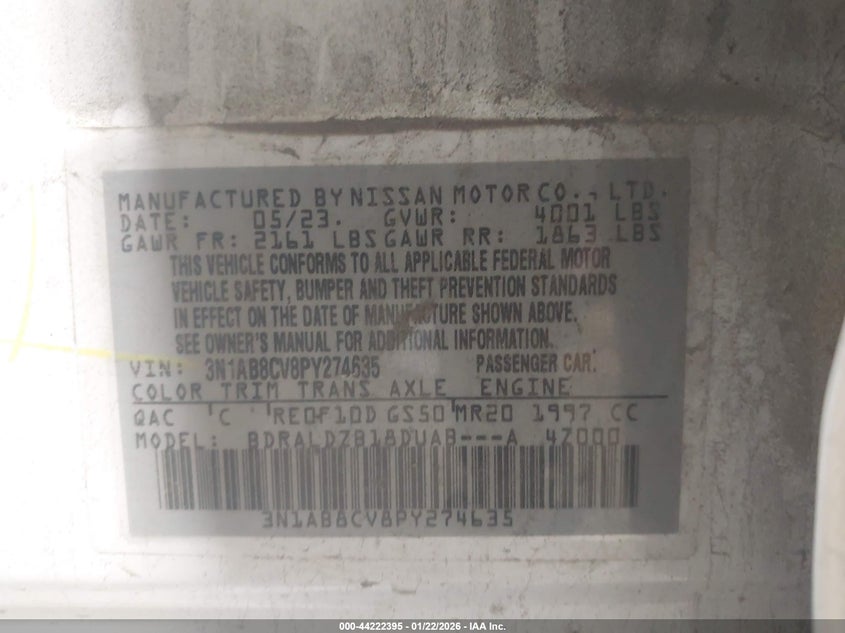 MANUFACTURED BY NISSAN MOTOR CO., LTD.
DATE: 05/23. GVWR: 4001 LBS
GAWR FR: 2161 LBS GAWR RR: 1863 LBS
THIS VEHICLE CONFORMS TO ALL APPLICABLE FEDERAL MOTOR
VEHICLE SAFETY, BUMPER AND THEFT PREVENTION STANDARDS
IN EFFECT ON THE DATE OF MANUFACTURE SHOWN ABOVE.
SEE OWNER'S MANUAL FOR ADDITIONAL INFORMATION.
VIN: 3N1AB8CV8PY274635 PASSENGER CAR.
COLOR TRIM TRANS AXLE ENGINE
QAC 'C 'RE0F10D GS50 MR20 1997 CC
MODEL: BDRALDZB18DUAB---A 4Z000
3N1AB8CV8PY274635
000-44222395 - 01/22/2026 - IAA Inc.